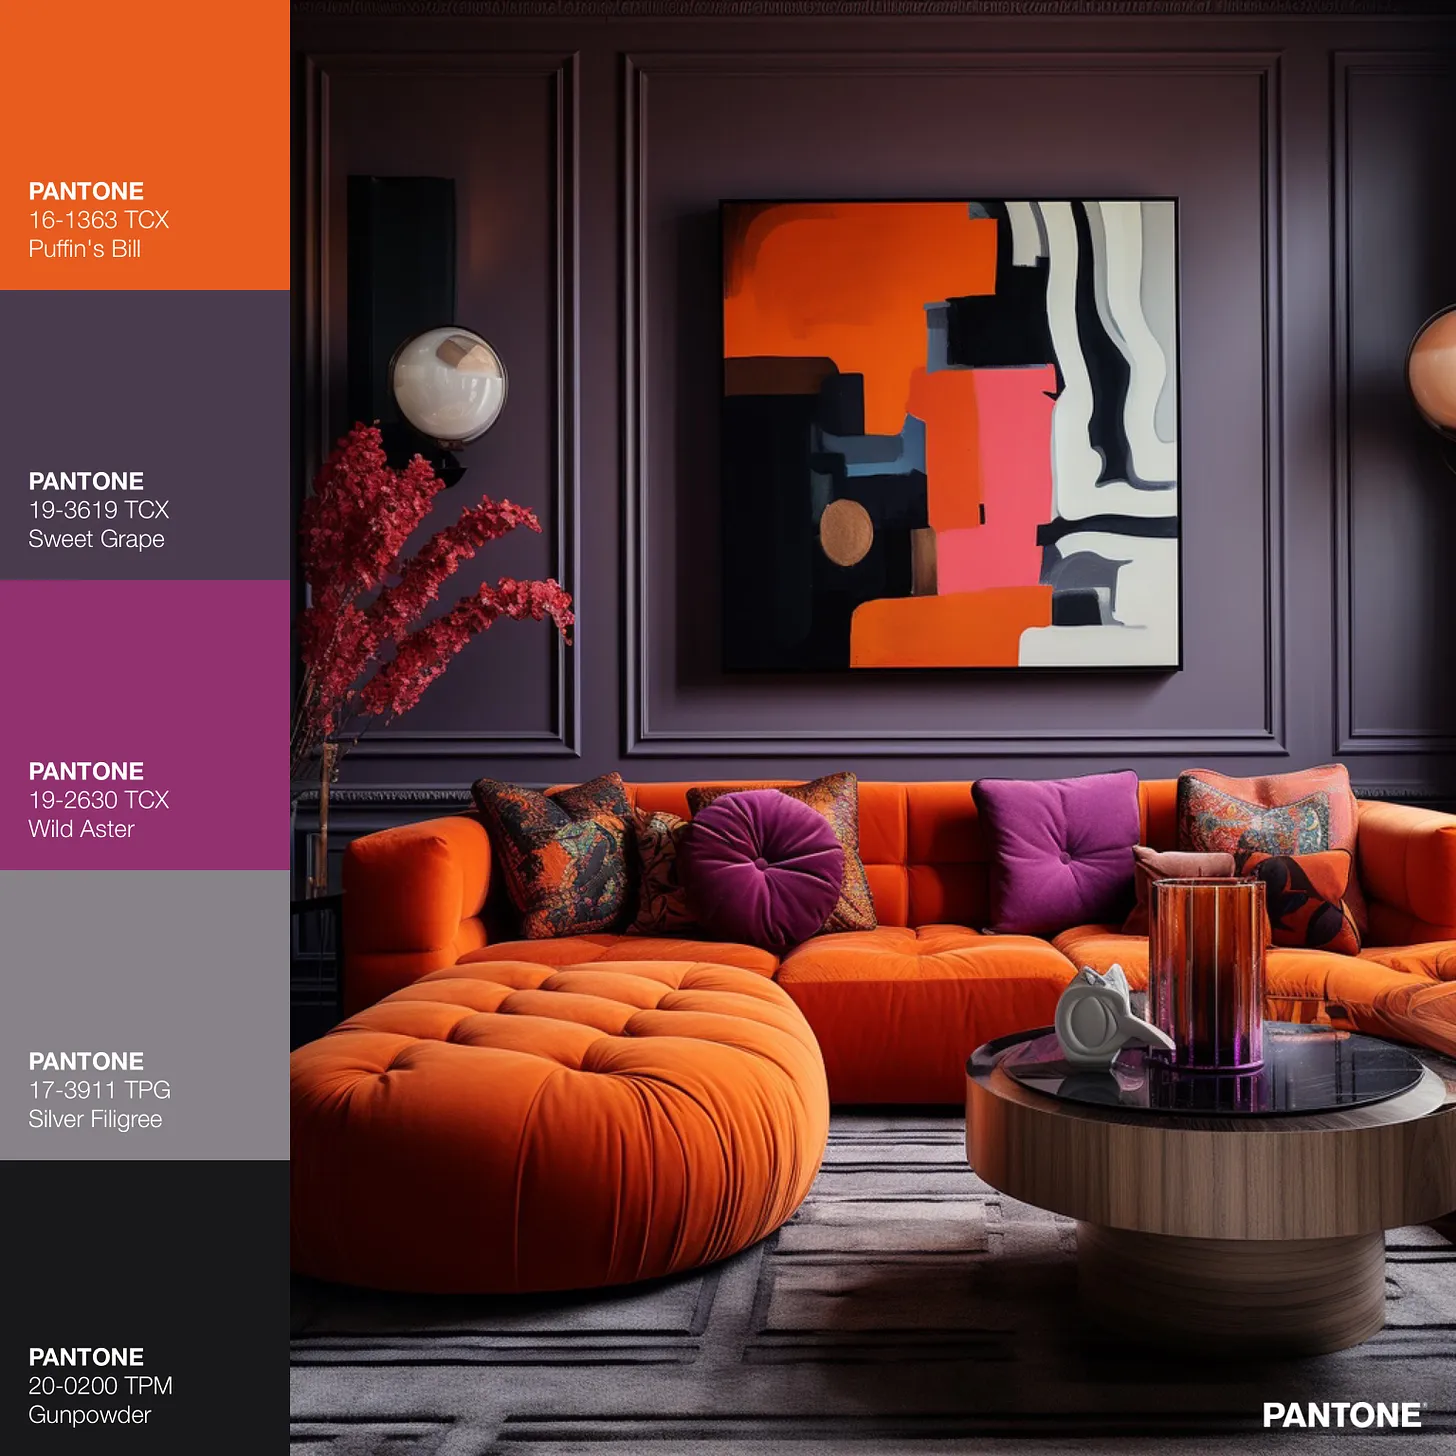 PANTONE
16-1363 TCX
Puffin's Bill
PANTONE
19-3619 TCX
Sweet Grape
PANTONE
19-2630 TCX
Wild Aster
PANTONE
17-3911 TPG
Silver Filigree
PANTONE
20-0200 TPM
Gunpowder
PANTONE